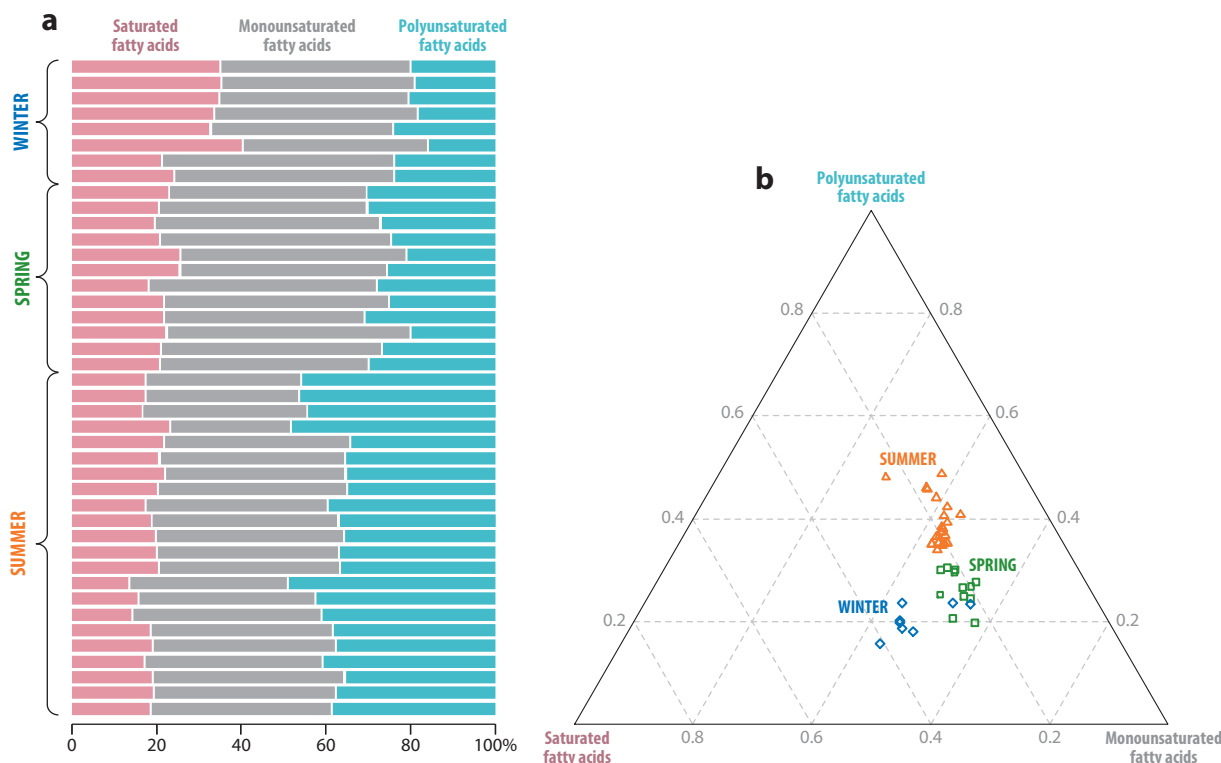 a
Saturated
fatty acids
Monounsaturated
fatty acids
Polyunsaturated
fatty acids
WINTER
SPRING
SUMMER
0
20
40
60
80
100%
b
Polyunsaturated
fatty acids
0.8
0.8
0.6
0.6
SUMMER
0.4
0.4
SPRING
WINTER
0.2
0.2
Saturated
fatty acids
0.8
0.6
0.4
0.2
Monounsaturated
fatty acids